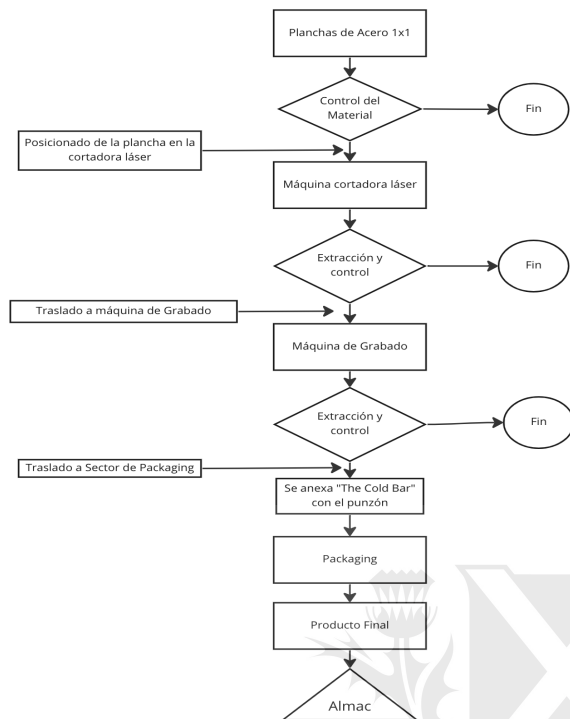 Planchas de Acero 1x1
Control del
Material
Fin
Posicionado de la plancha en la
cortadora láser
Máquina cortadora láser
Extracción y
control
Fin
Traslado a máquina de Grabado
Máquina de Grabado
Extracción y
control
Fin
Traslado a Sector de Packaging
Se anexa "The Cold Bar"
con el punzón
Packaging
Producto Final
Almac